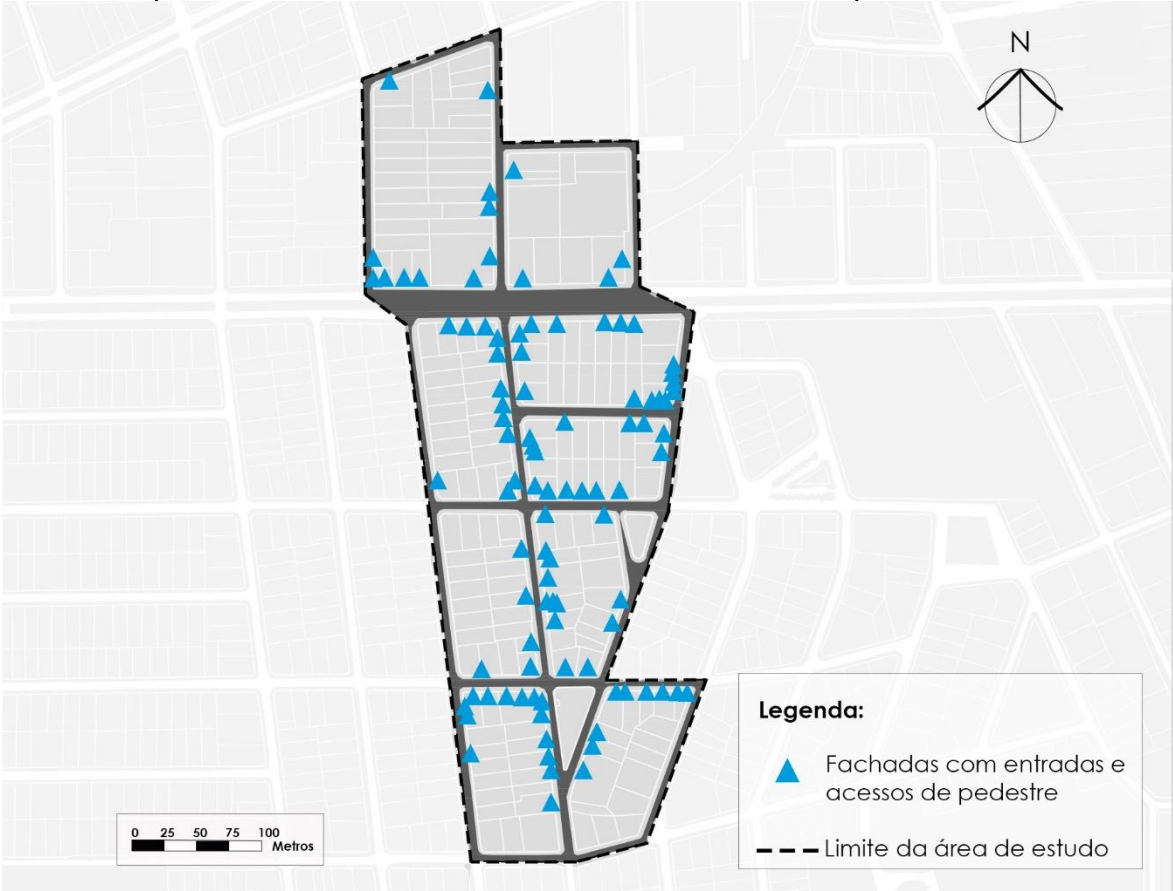 N
Legenda:
Fachadas com entradas e
acessos de pedestre
Limite da área de estudo
0 25 50 75 100
Metros